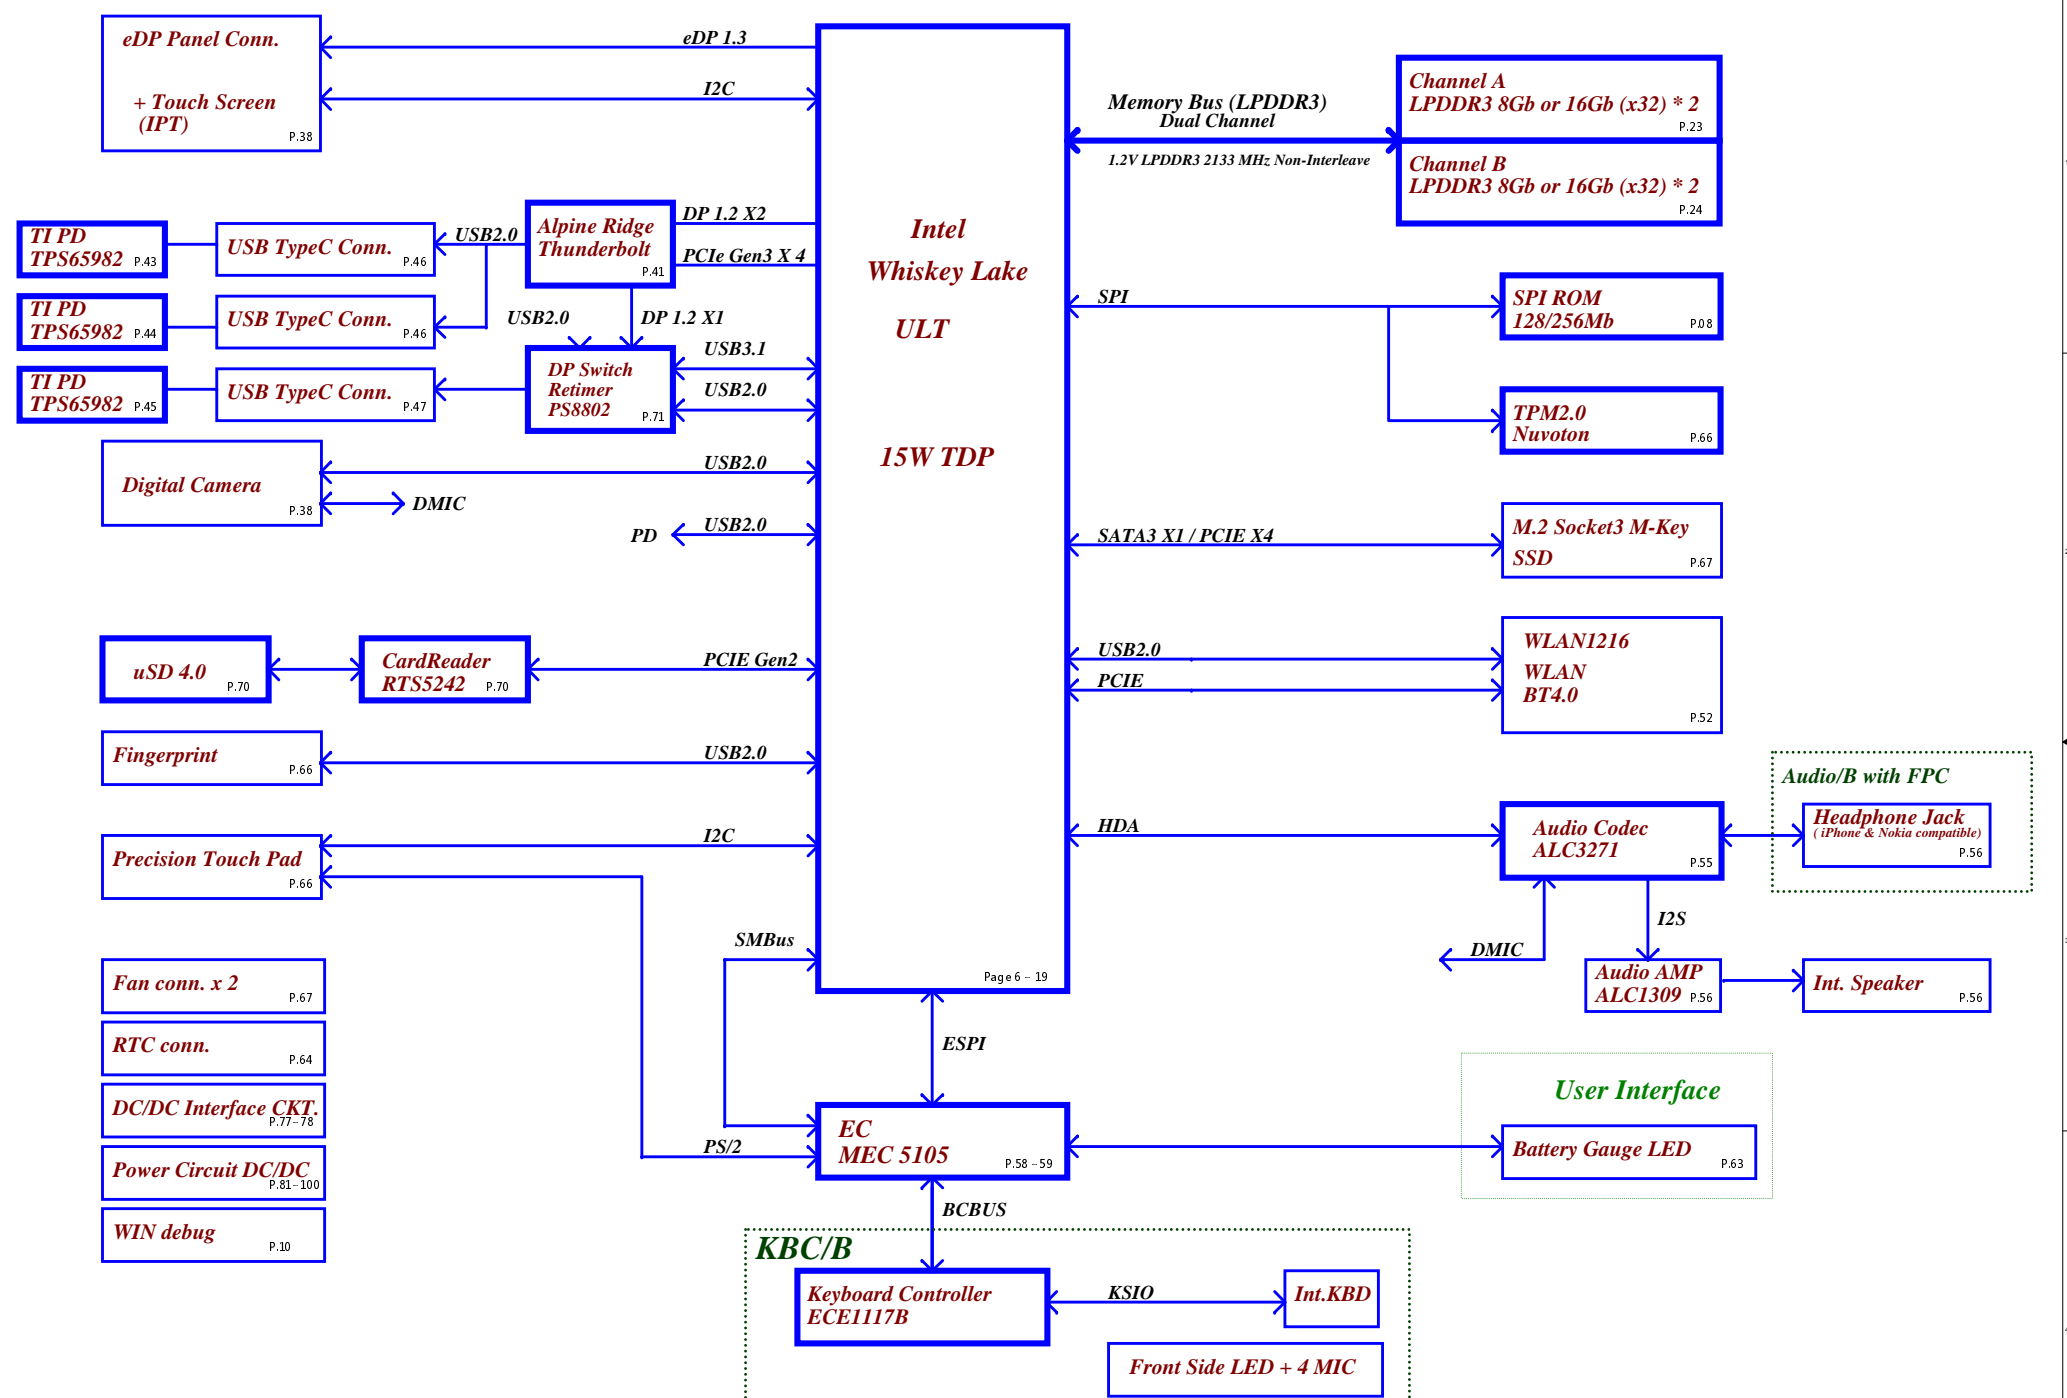 eDP Panel Conn.
+ Touch Screen
(IPT)
P.38
eDP 1.3
I2C
TI PD
TPS65982 P.43
USB TypeC Conn.
P.46
USB2.0
Alpine Ridge
Thunderbolt
P.41
DP 1.2 X2
PCIe Gen3 X 4
TI PD
TPS65982 P.44
USB TypeC Conn.
P.46
USB2.0
DP 1.2 X1
TI PD
TPS65982 P.45
USB TypeC Conn.
P.47
DP Switch
Retimer
PS8802
P.71
USB3.1
USB2.0
Digital Camera
P.38
USB2.0
DMIC
PD
USB2.0
uSD 4.0
P.70
CardReader
RTS5242
P.70
PCIE Gen2
Fingerprint
P.66
USB2.0
Precision Touch Pad
P.66
I2C
SMBus
PS/2
Fan conn. x 2
P.67
RTC conn.
P.64
DC/DC Interface CKT.
P.77~78
Power Circuit DC/DC
P.81~100
WIN debug
P.10
Intel
Whiskey Lake
ULT
15W TDP
Page 6 ~ 19
ESPI
EC
MEC 5105
P.58 ~59
BCBUS
KBC/B
Keyboard Controller
ECE1117B
KSIO
Int.KBD
Front Side LED + 4 MIC
Memory Bus (LPDDR3)
Dual Channel
1.2V LPDDR3 2133 MHz Non-Interleave
Channel A
LPDDR3 8Gb or 16Gb (x32) * 2
P.23
Channel B
LPDDR3 8Gb or 16Gb (x32) * 2
P.24
SPI
SPI ROM
128/256Mb
P.08
TPM2.0
Nuvoton
P.66
SATA3 X1 / PCIE X4
M.2 Socket3 M-Key
SSD
P.67
USB2.0
PCIE
WLAN1216
WLAN
BT4.0
P.52
HDA
Audio Codec
ALC3271
P.55
Audio/B with FPC
Headphone Jack
( iPhone & Nokia compatible)
P.56
DMIC
I2S
Audio AMP
ALC1309 P.56
Int. Speaker
P.56
User Interface
Battery Gauge LED
P.63